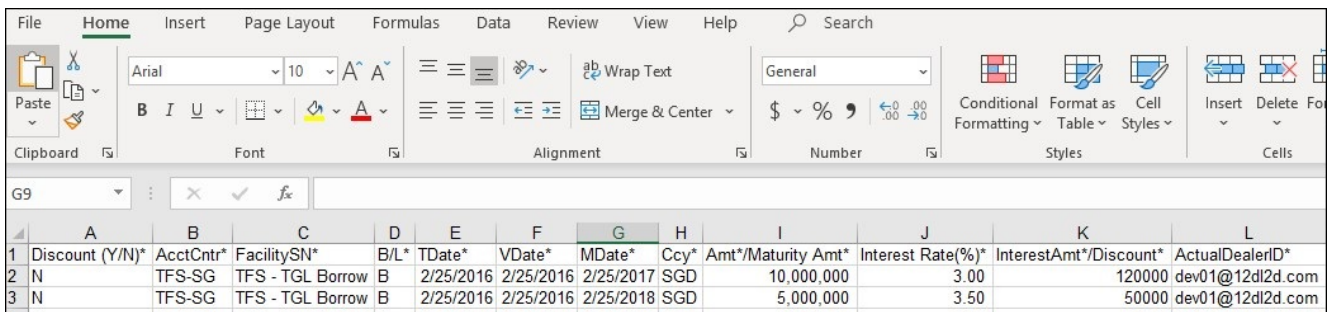 File Home Insert Page Layout Formulas Data Review View Help Search
Arial 10 A A ab Wrap Text General
Paste B I U A Merge & Center $ % 9 .00 .00 Conditional Formatting Format as Table Cell Styles Insert Delete
Clipboard Font Alignment Number Styles Cells
G9 fx
A B C D E F G H I J K L
1 Discount (Y/N)* AcctCntr* FacilitySN* B/L* TDate* VDate* MDate* Ccy* Amt*/Maturity Amt* Interest Rate(%)* InterestAmt*/Discount* ActualDealerID*
2 N TFS-SG TFS - TGL Borrow B 2/25/2016 2/25/2016 2/25/2017 SGD 10,000,000 3.00 120000 dev01@12dl2d.com
3 N TFS-SG TFS - TGL Borrow B 2/25/2016 2/25/2016 2/25/2018 SGD 5,000,000 3.50 50000 dev01@12dl2d.com